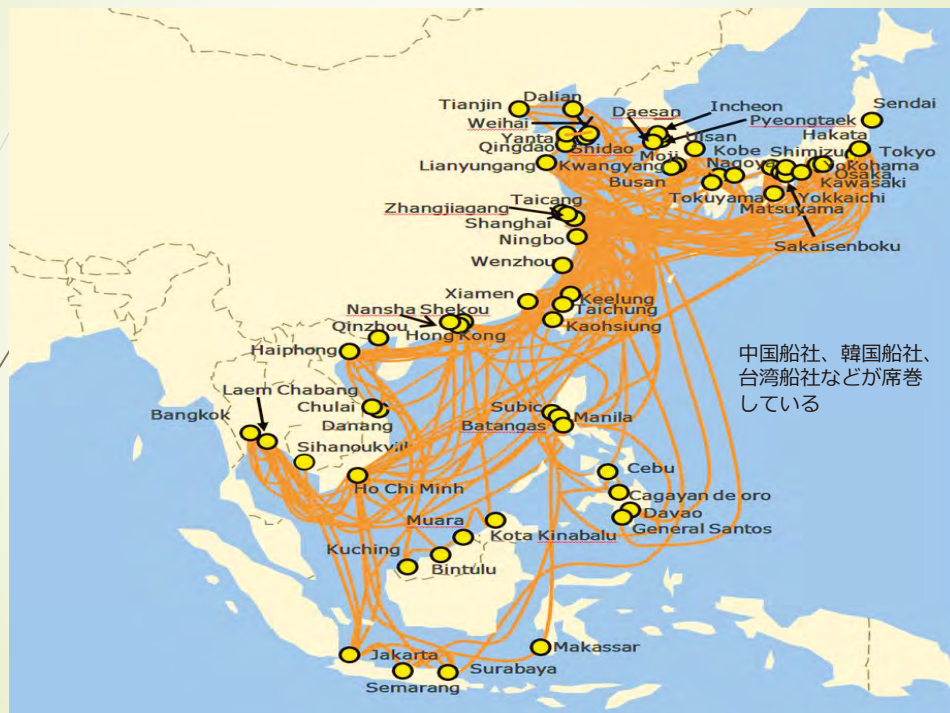 Tianjin
Dalian
Weihai
Yantai
Qingdao
Shidao
Lianyungang
Daesan
Incheon
Pyeongtaek
Ulsan
Moji
Kwangyang
Busan
Kobe
Nagoya
Shimizu
Hakata
Sendai
Tokyo
Yokohama
Osaka
Kawasaki
Tokuyama
Yokkaichi
Matsuyama
Sakaisenboku
Taicang
Zhangjiagang
Shanghai
Ningbo
Wenzhou
Xiamen
Keelung
Taichung
Kaohsiung
Nansha Shekou
Qinzhou
Hong Kong
Haiphong
中国船社、韓国船社、
台湾船社などが席巻
している
Laem Chabang
Bangkok
Chulai
Danang
Sihanoukvill
Ho Chi Minh
Subic
Manila
Batangas
Cebu
Cagayan de oro
Davao
General Santos
Muara
Kota Kinabalu
Kuching
Bintulu
Jakarta
Makassar
Surabaya
Semarang